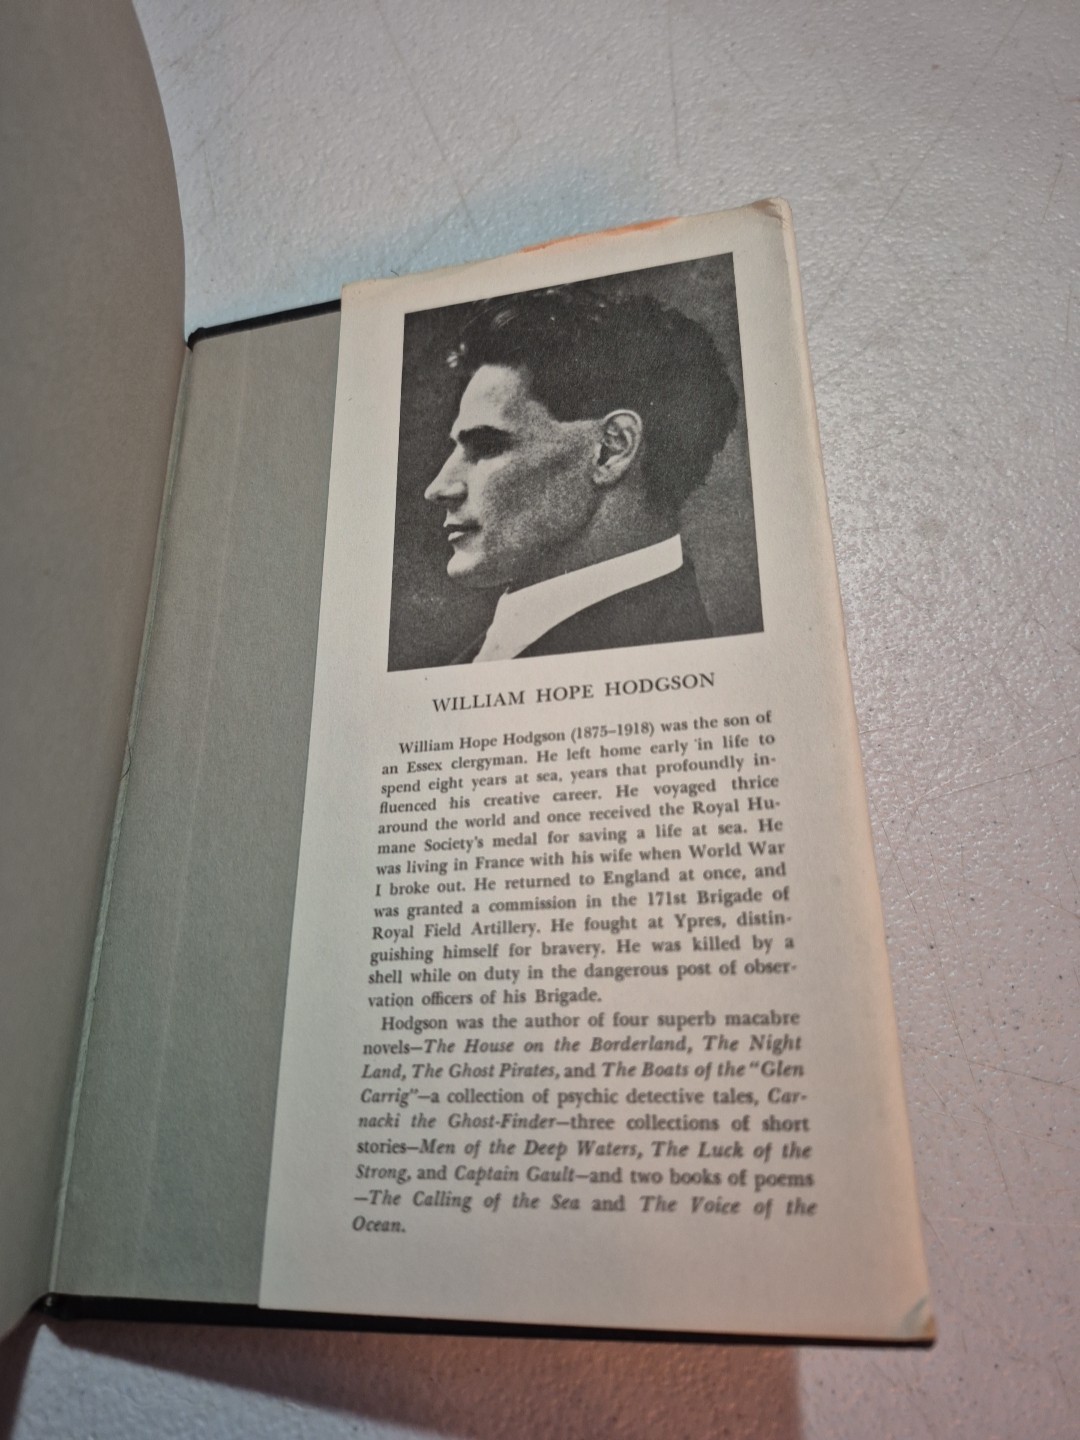 WILLIAM HOPE HODGSON
William Hope Hodgson (1875–1918) was the son of
an Essex clergyman. He left home early in life to
spend eight years at sea, years that profoundly in-
fluenced his creative career. He voyaged thrice
around the world and once received the Royal Hu-
mane Society's medal for saving a life at sea. He
was living in France with his wife when World War
I broke out. He returned to England at once, and
was granted a commission in the 171st Brigade of
Royal Field Artillery. He fought at Ypres, distin-
guishing himself for bravery. He was killed by a
shell while on duty in the dangerous post of obser-
vation officers of his Brigade.
Hodgson was the author of four superb macabre
novels—The House on the Borderland, The Night
Land, The Ghost Pirates, and The Boats of the "Glen
Carrig"—a collection of psychic detective tales, Car-
nacki the Ghost-Finder—three collections of short
stories—Men of the Deep Waters, The Luck of the
Strong, and Captain Gault—and two books of poems
—The Calling of the Sea and The Voice of the
Ocean.